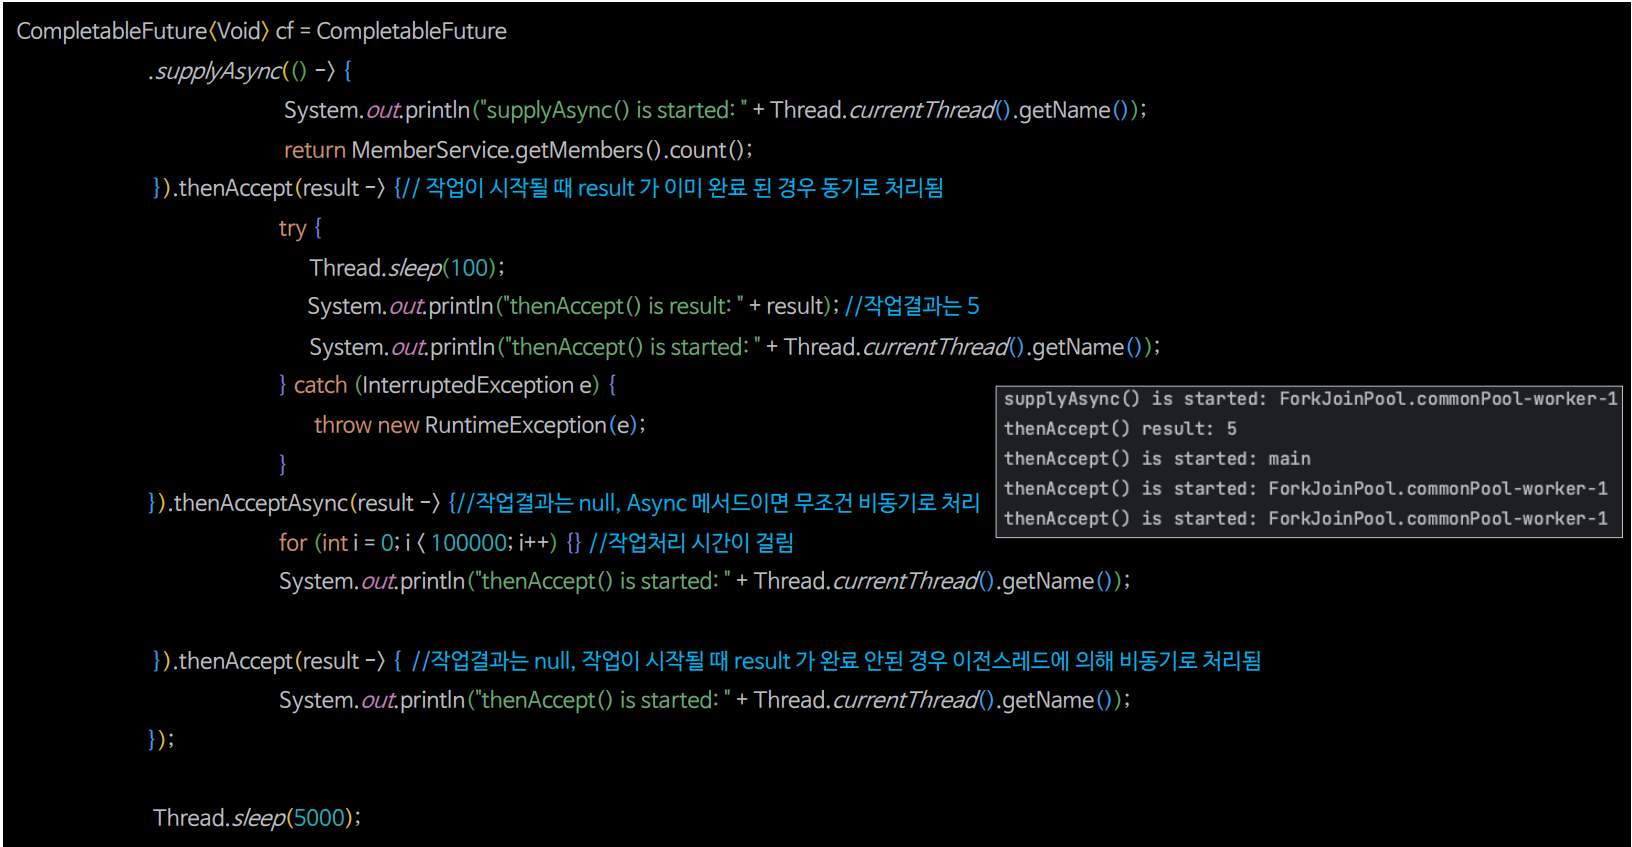 CompletableFuture<Void> cf = CompletableFuture
.supplyAsync(() -> {
System.out.println("supplyAsync() is started: " + Thread.currentThread().getName());
return MemberService.getMembers().count();
}).thenAccept(result -> {// 작업이 시작될 때 result 가 이미 완료 된 경우 동기로 처리됨
try {
Thread.sleep(100);
System.out.println("thenAccept() is result: " + result); //작업결과는 5
System.out.println("thenAccept() is started: " + Thread.currentThread().getName());
} catch (InterruptedException e) {
throw new RuntimeException(e);
}
}).thenAcceptAsync(result -> {//작업결과는 null, Async 메서드이면 무조건 비동기로 처리
for (int i = 0; i < 100000; i++) {} //작업처리 시간이 걸림
System.out.println("thenAccept() is started: " + Thread.currentThread().getName());
}).thenAccept(result -> { //작업결과는 null, 작업이 시작될 때 result 가 완료 안된 경우 이전스레드에 의해 비동기로 처리됨
System.out.println("thenAccept() is started: " + Thread.currentThread().getName());
});
Thread.sleep(5000);
supplyAsync() is started: ForkJoinPool.commonPool-worker-1
thenAccept() result: 5
thenAccept() is started: main
thenAccept() is started: ForkJoinPool.commonPool-worker-1
thenAccept() is started: ForkJoinPool.commonPool-worker-1